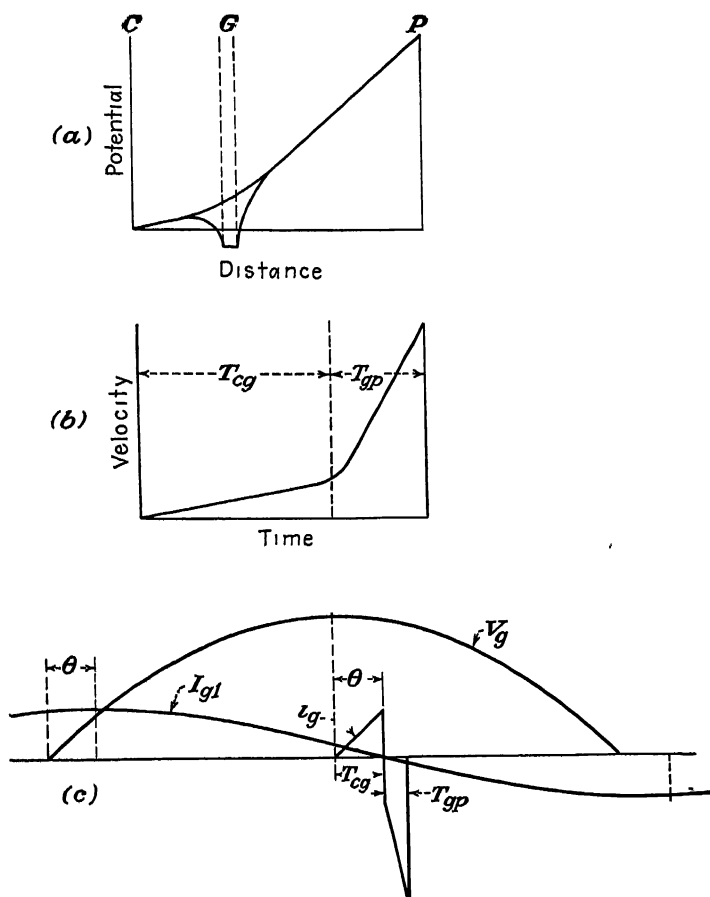 C G P
(a)
Potential
Distance
T_cg T_gp
(b)
Velocity
Time
θ
I_g1
θ
V_g
i_g
T_cg
T_gp
(c)